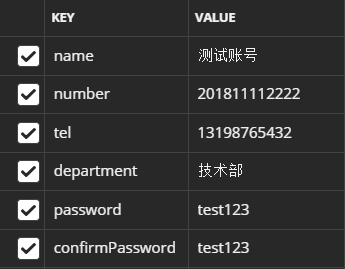 KEY VALUE
name 测试账号
number 201811112222
tel 13198765432
department 技术部
password test123
confirmPassword test123